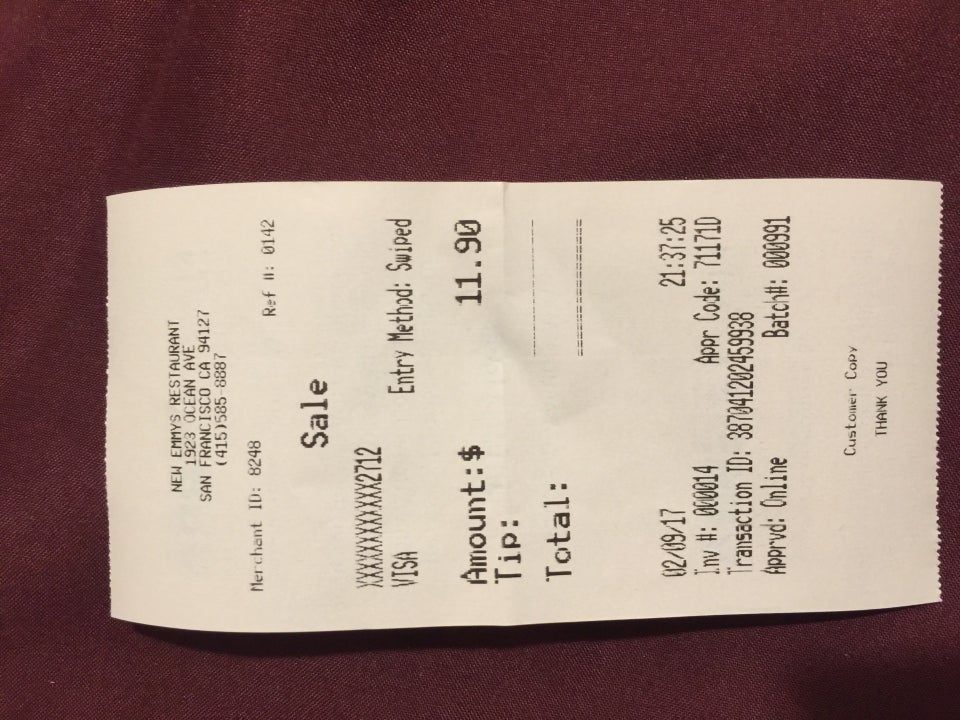 NEW EMMYS RESTAURANT
1923 OCEAN AVE
SAN FRANCISCO CA 94127
(415)585-8887
Merchant ID: 8248 Ref #: 0142
Sale
XXXXXXXXXXXX2712
VISA Entry Method: Swiped
Amount:$ 11.90
Tip:
Total:
02/09/17 21:37:25
Inv #: 000014 Appr Code: 71171D
Transaction ID: 387041202459938
Apprvd: Online Batch#: 000991
Customer Copy
THANK YOU